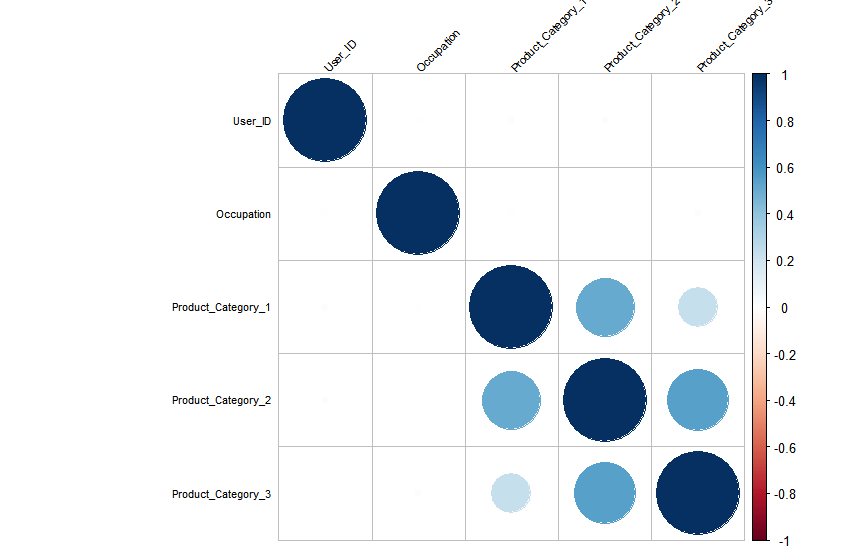 User_ID
Occupation
Product_Category_1
Product_Category_2
Product_Category_3
User_ID
Occupation
Product_Category_1
Product_Category_2
Product_Category_3
1
0.8
0.6
0.4
0.2
0
-0.2
-0.4
-0.6
-0.8
-1